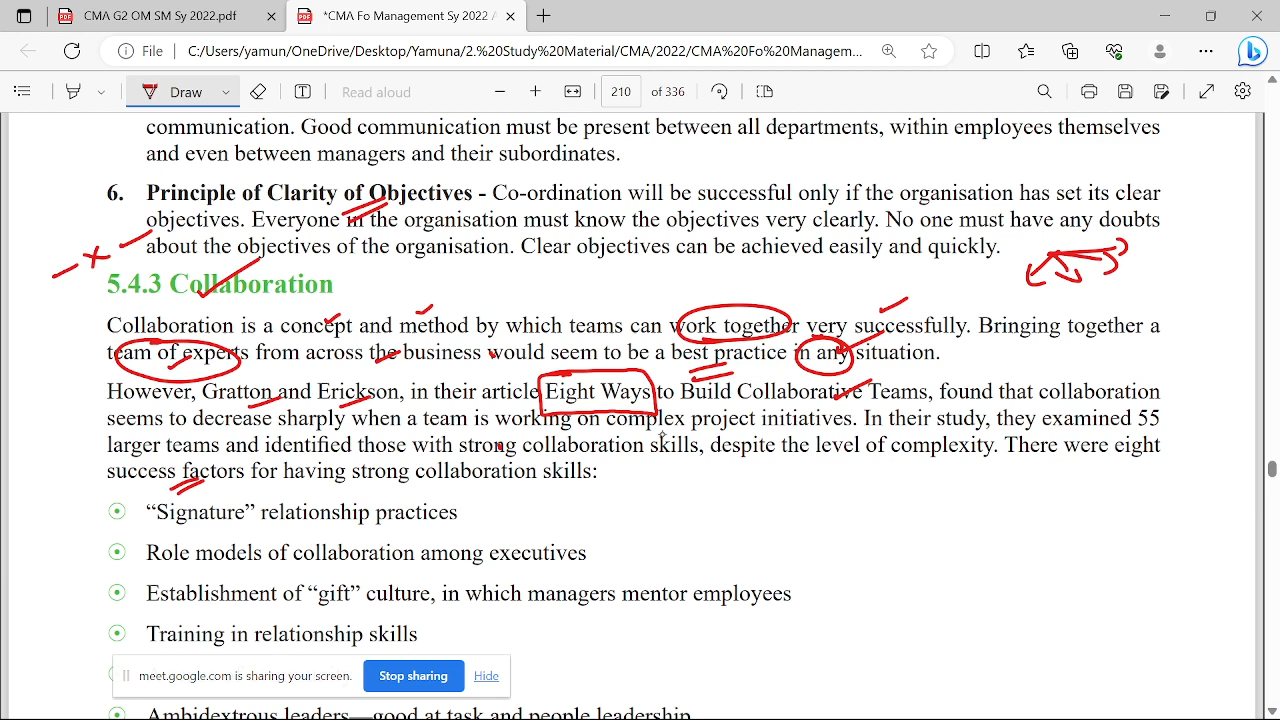 CMA G2 OM SM Sy 2022.pdf
*CMA Fo Management Sy 2022 /
File
C:/Users/yamun/OneDrive/Desktop/Yamuna/2.%20Study%20Material/CMA/2022/CMA%20Fo%20Managem...
Draw
Read aloud
210 of 336
communication. Good communication must be present between all departments, within employees themselves
and even between managers and their subordinates.
6. Principle of Clarity of Objectives - Co-ordination will be successful only if the organisation has set its clear
objectives. Everyone in the organisation must know the objectives very clearly. No one must have any doubts
about the objectives of the organisation. Clear objectives can be achieved easily and quickly.
5.4.3 Collaboration
Collaboration is a concept and method by which teams can work together very successfully. Bringing together a
team of experts from across the business would seem to be a best practice in any situation.
However, Gratton and Erickson, in their article Eight Ways to Build Collaborative Teams, found that collaboration
seems to decrease sharply when a team is working on complex project initiatives. In their study, they examined 55
larger teams and identified those with strong collaboration skills, despite the level of complexity. There were eight
success factors for having strong collaboration skills:
“Signature” relationship practices
Role models of collaboration among executives
Establishment of “gift” culture, in which managers mentor employees
Training in relationship skills
meet.google.com is sharing your screen.
Stop sharing
Hide
Ambidextrous leaders—good at task and people leadership